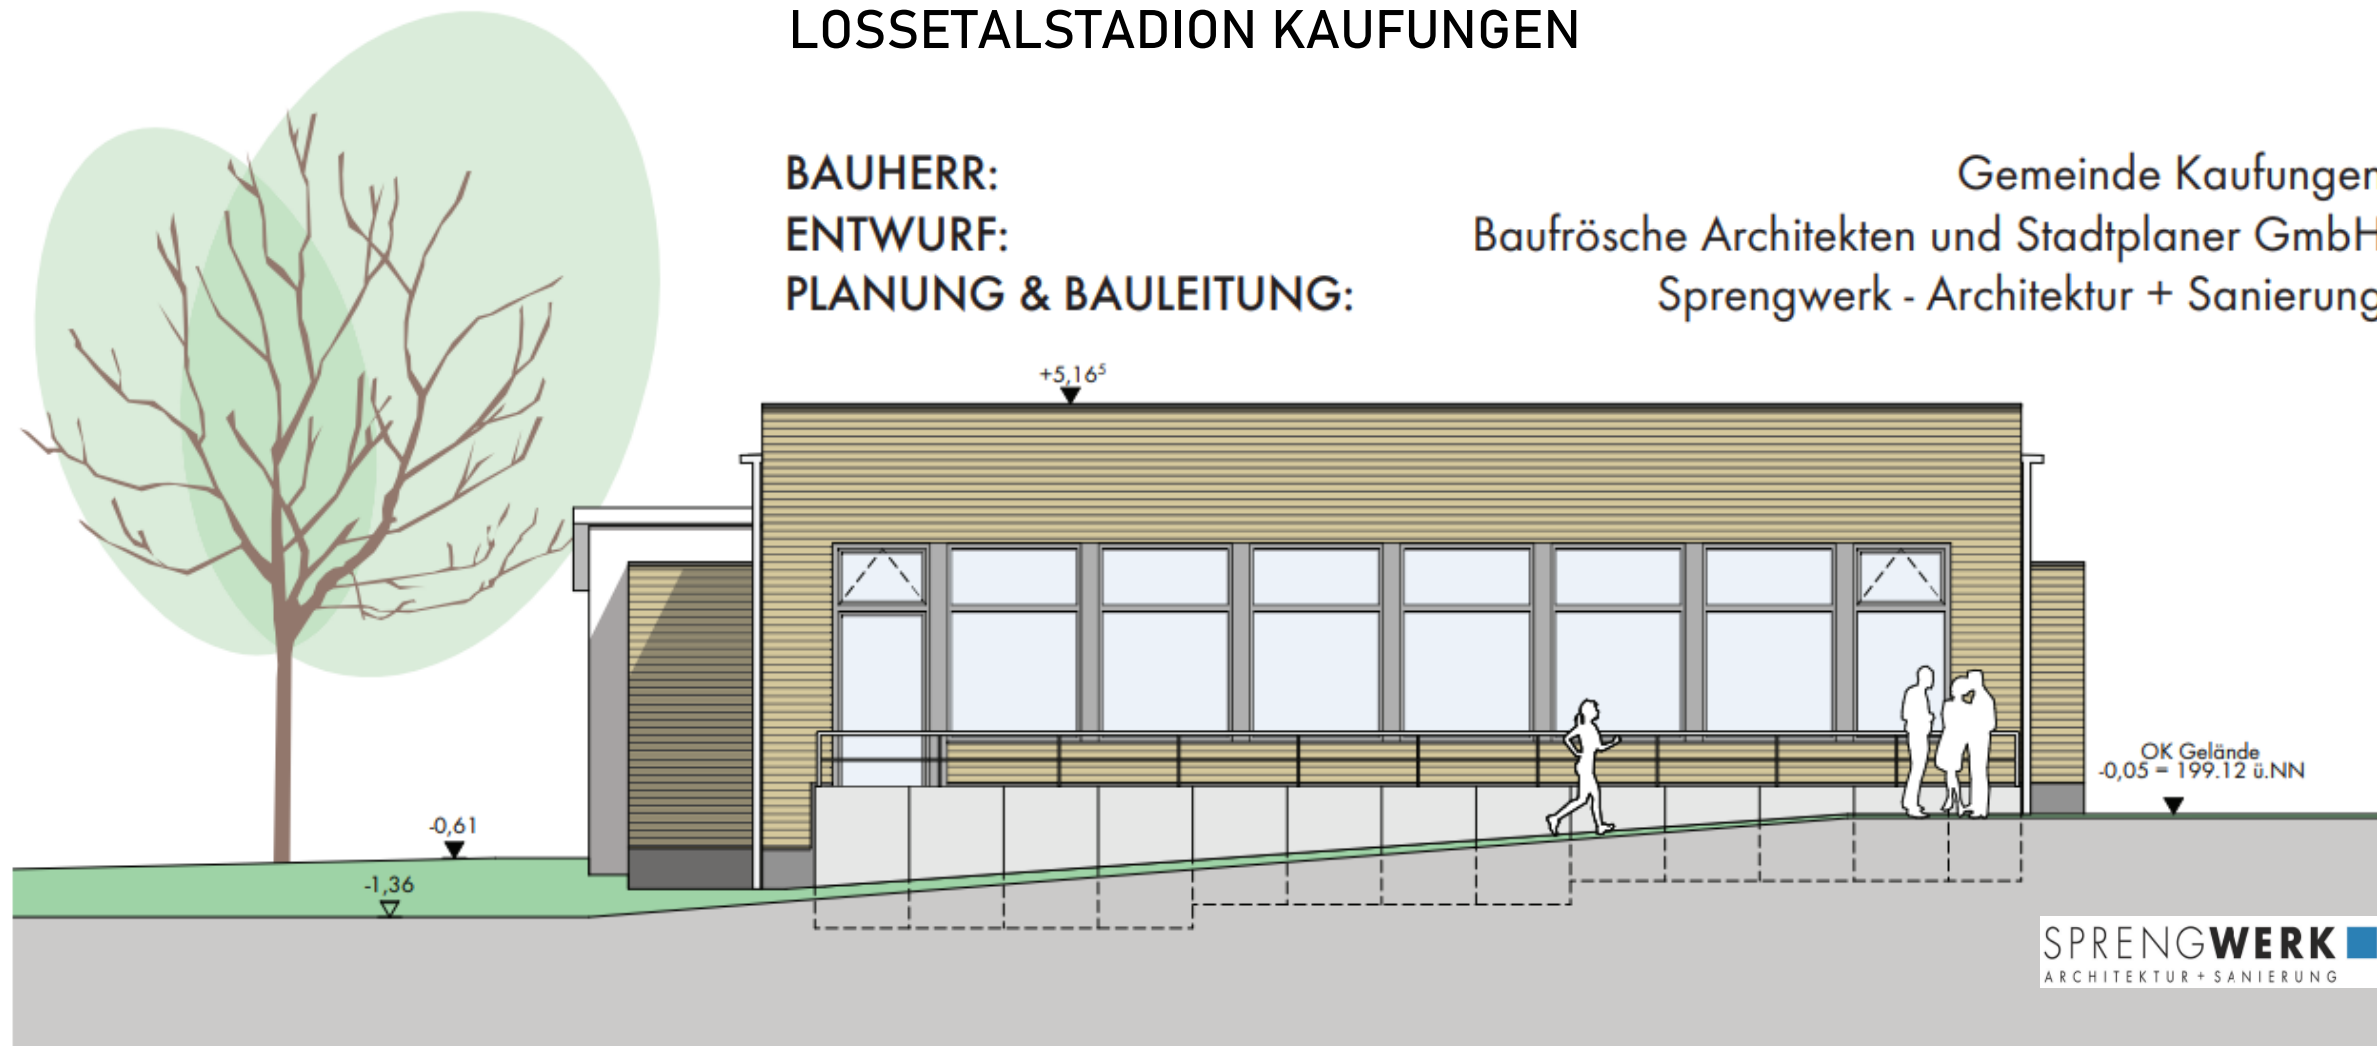 LOSSETALSTADION KAUFUNGEN
BAUHERR: Gemeinde Kaufungen
ENTWURF: Baufrösche Architekten und Stadtplaner GmbH
PLANUNG & BAULEITUNG: Sprengwerk - Architektur + Sanierung
+5,16⁵
OK Gelände
-0,05 = 199.12 ü.NN
-0,61
-1,36
SPRENGWERK
ARCHITEKTUR + SANIERUNG